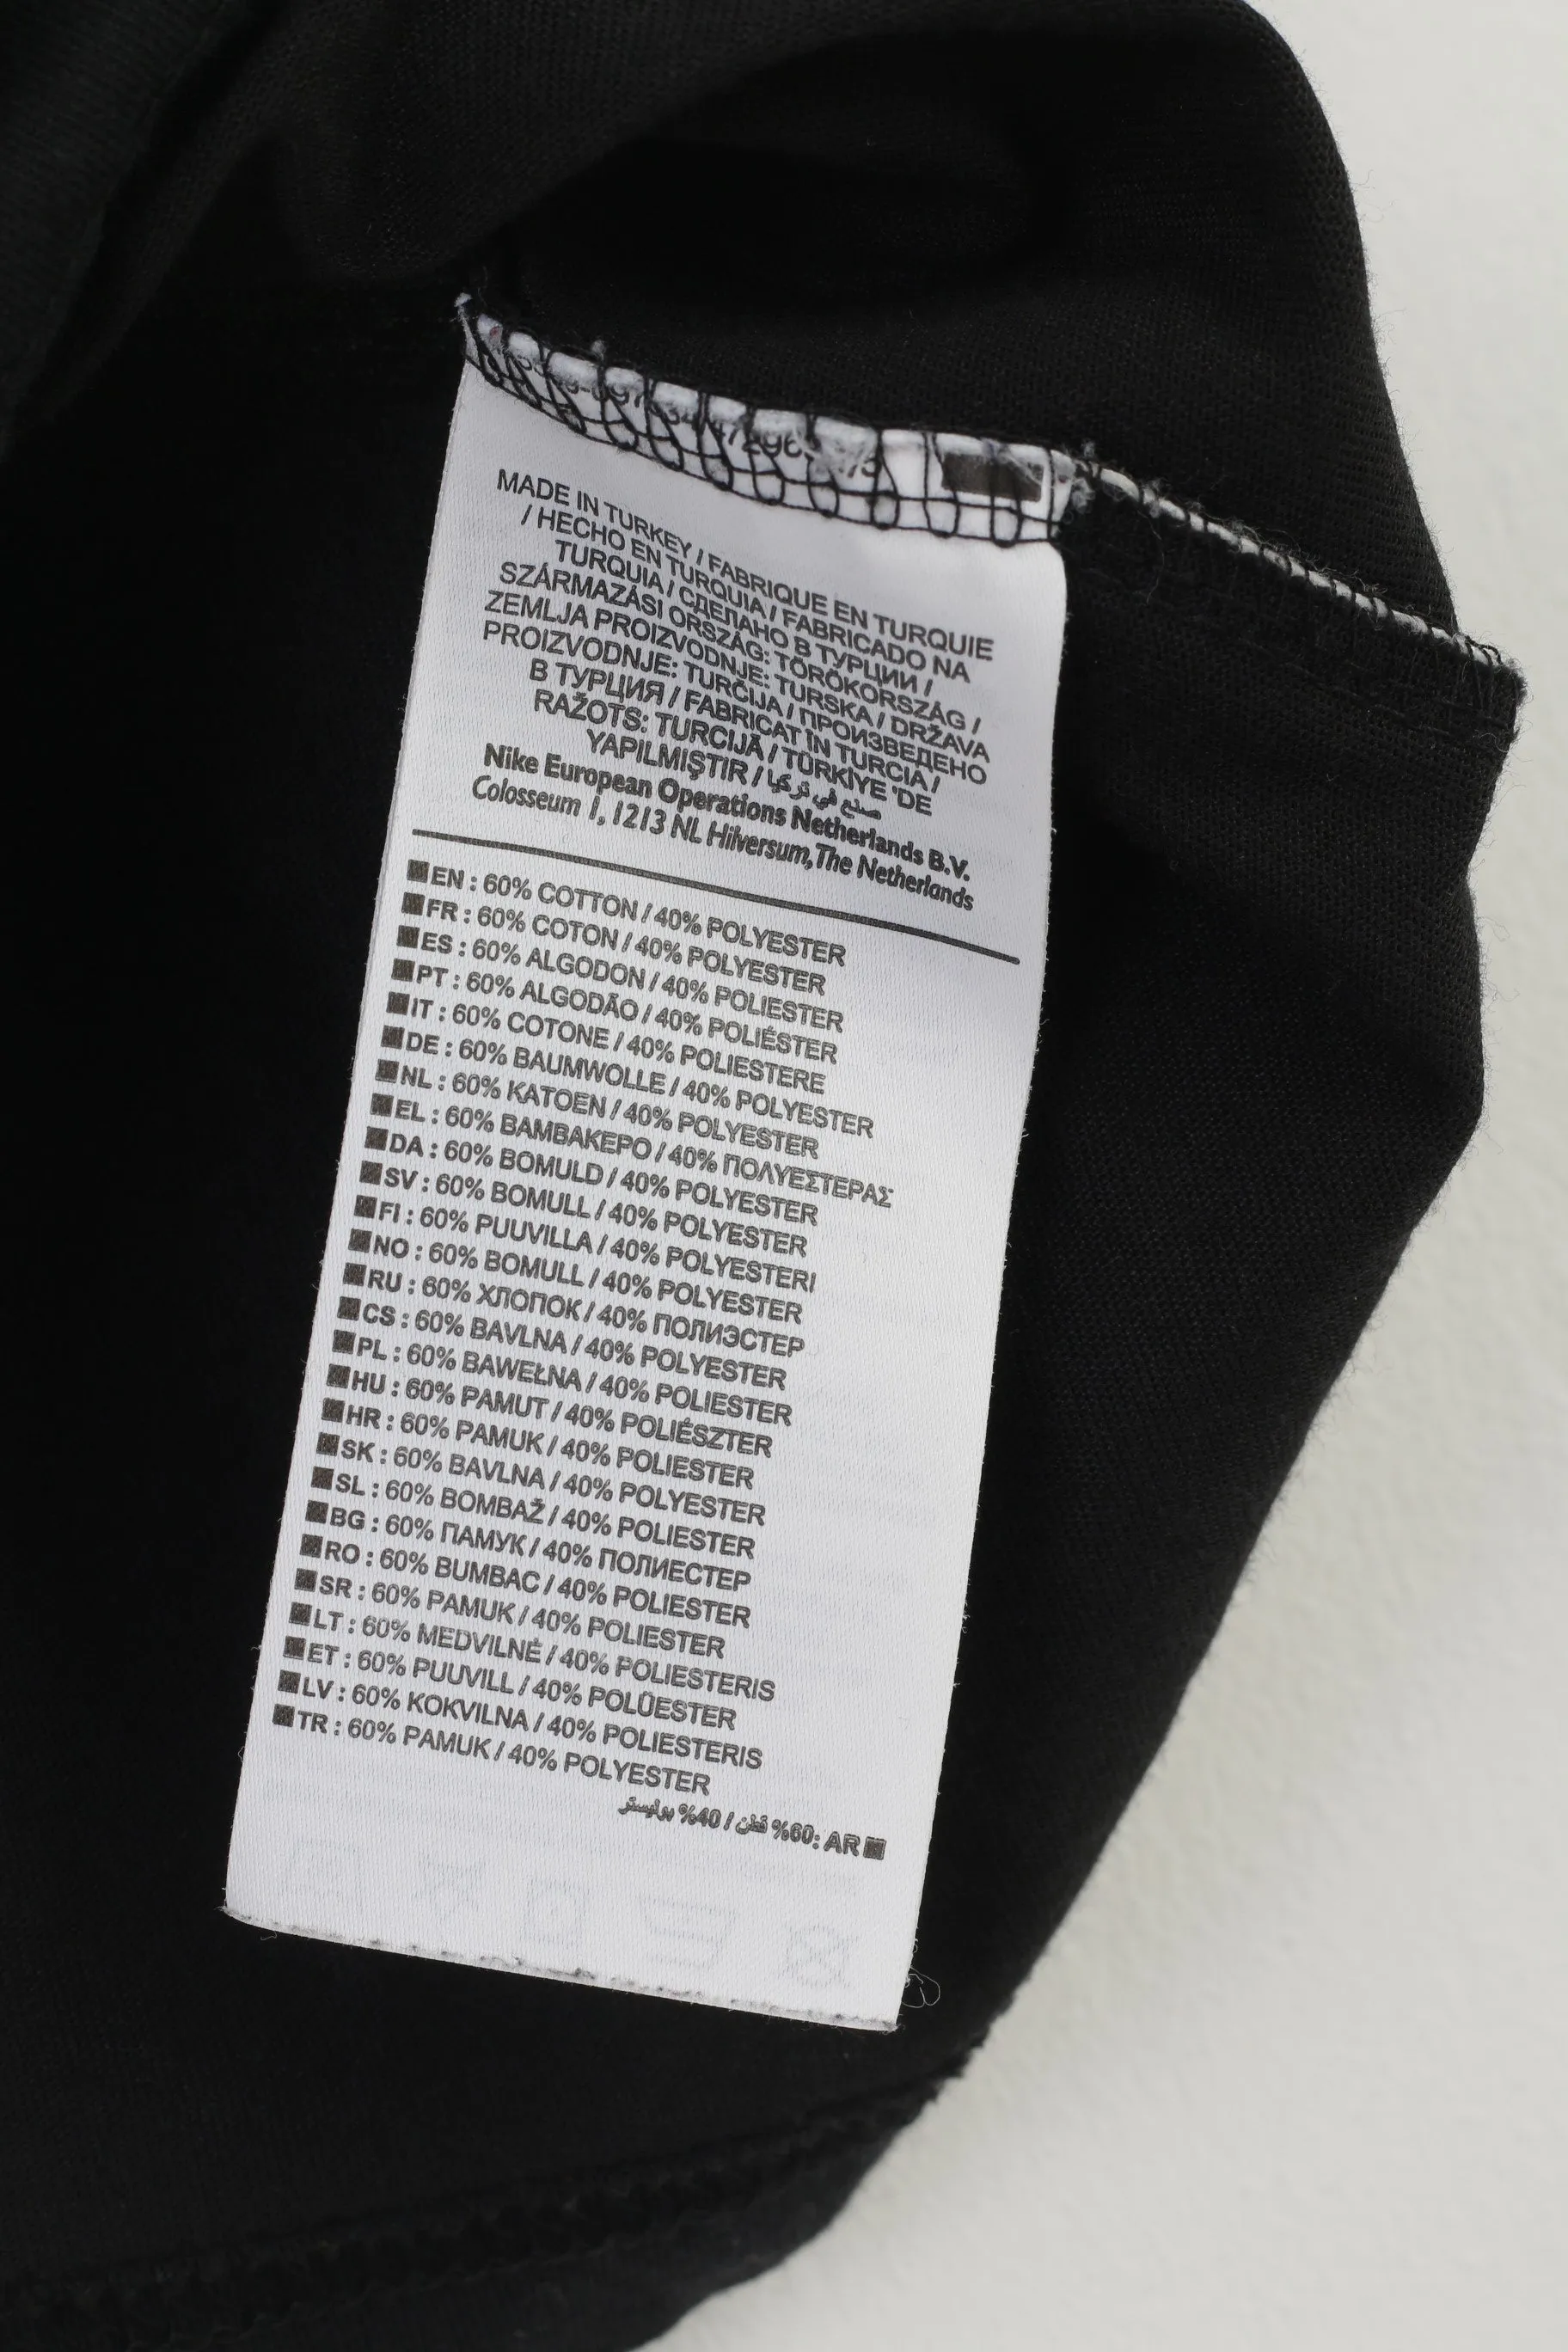 MADE IN TURKEY / FABRIQUE EN TURQUIE
/ HECHO EN TURQUIA / FABRICADO NA
TURQUIA / СДЕЛАНО В ТУРЦИИ /
SZÁRMAZÁSI ORSZÁG: TÖRÖKORSZÁG /
ZEMLJA PROIZVODNJE: TURSKA / DRŽAVA
PROIZVODNJE: TURČIJA / ПРОИЗВЕДЕНО
В ТУРЦИЯ / FABRICAT ÎN TURCIA /
RAŽOTS: TURCIJĀ / TÜRKİYE 'DE
YAPILMIŞTIR / صنع في تركيا
Nike European Operations Netherlands B.V.
Colosseum 1, 1213 NL Hilversum, The Netherlands
EN : 60% COTTON / 40% POLYESTER
FR : 60% COTON / 40% POLYESTER
ES : 60% ALGODON / 40% POLIESTER
PT : 60% ALGODÃO / 40% POLIÉSTER
IT : 60% COTONE / 40% POLIESTERE
DE : 60% BAUMWOLLE / 40% POLYESTER
NL : 60% KATOEN / 40% POLYESTER
EL : 60% ΒΑΜΒΑΚΕΡΟ / 40% ΠΟΛΥΕΣΤΕΡΑΣ
DA : 60% BOMULD / 40% POLYESTER
SV : 60% BOMULL / 40% POLYESTER
FI : 60% PUUVILLA / 40% POLYESTERI
NO : 60% BOMULL / 40% POLYESTER
RU : 60% ХЛОПОК / 40% ПОЛИЭСТЕР
CS : 60% BAVLNA / 40% POLYESTER
PL : 60% BAWEŁNA / 40% POLIESTER
HU : 60% PAMUT / 40% POLIÉSZTER
HR : 60% PAMUK / 40% POLIESTER
SK : 60% BAVLNA / 40% POLYESTER
SL : 60% BOMBAŽ / 40% POLIESTER
BG : 60% ПАМУК / 40% ПОЛИЕСТЕР
RO : 60% BUMBAC / 40% POLIESTER
SR : 60% PAMUK / 40% POLIESTER
LT : 60% MEDVILNĖ / 40% POLIESTERIS
ET : 60% PUUVILL / 40% POLÜESTER
LV : 60% KOKVILNA / 40% POLIESTERIS
TR : 60% PAMUK / 40% POLYESTER
AR :60% قطن / 40% بوليستر